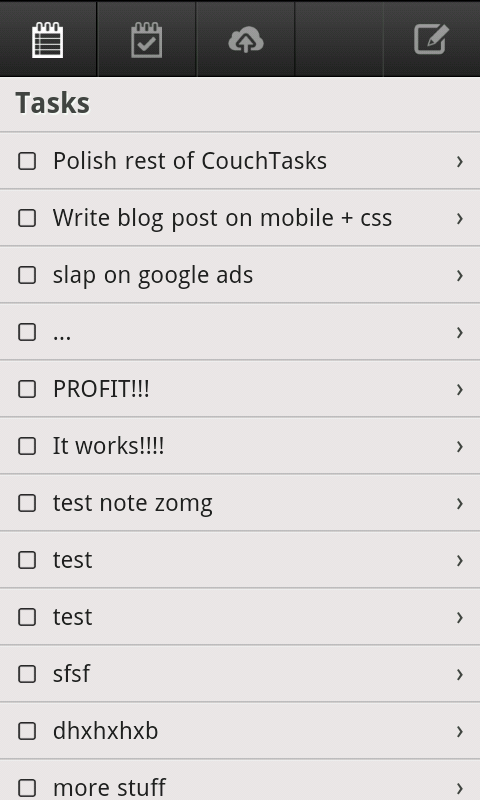 Tasks
Polish rest of CouchTasks
Write blog post on mobile + css
slap on google ads
...
PROFIT!!!
It works!!!!
test note zomg
test
test
sfsf
dhxhxhxb
more stuff